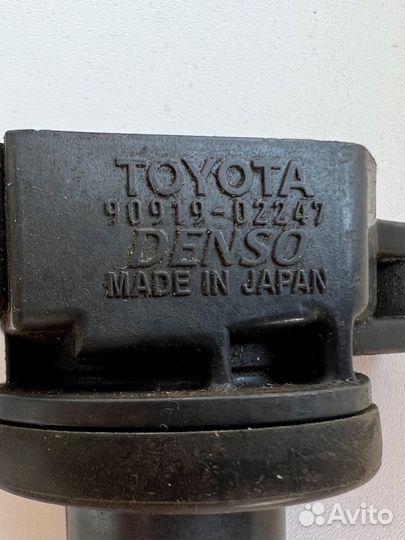 TOYOTA
90919-02247
DENSO
MADE IN JAPAN
Avito